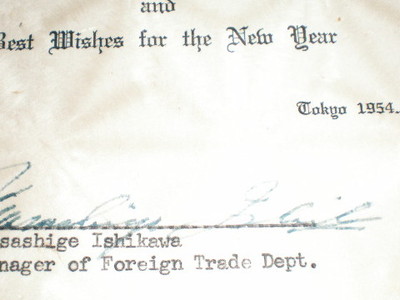 and
Best Wishes for the New Year
Tokyo 1954.
sashige Ishikawa
nager of Foreign Trade Dept.